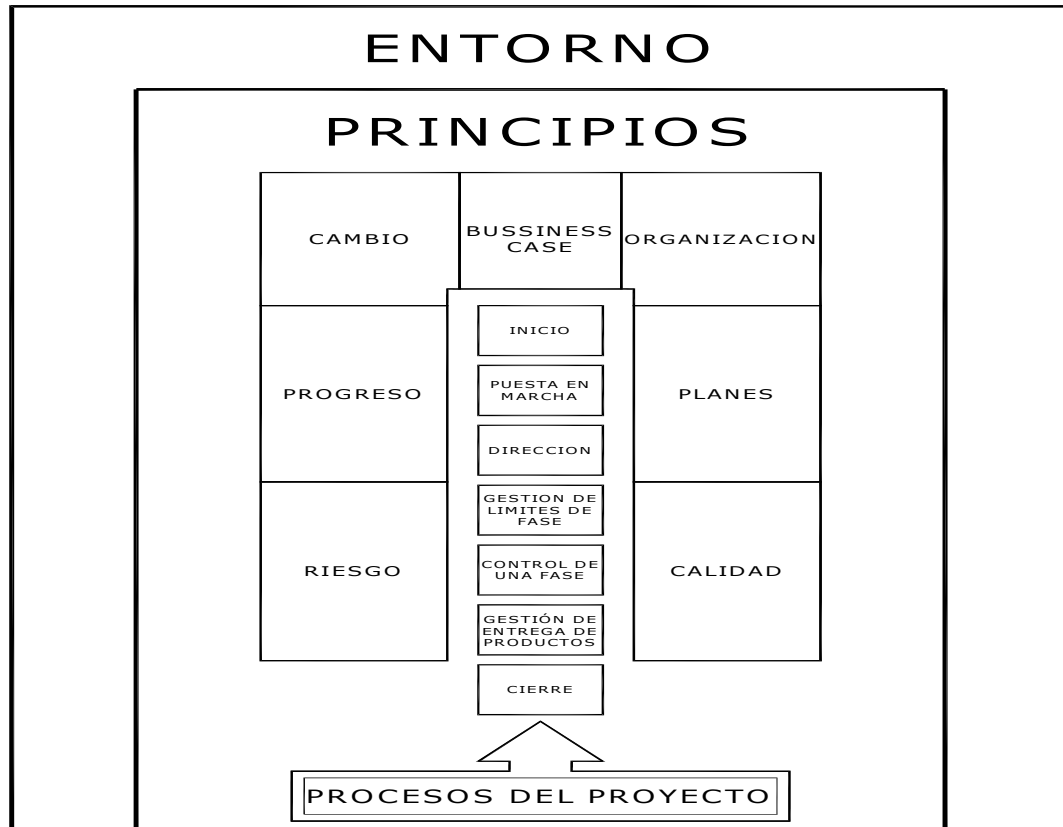 ENTORNO
PRINCIPIOS
CAMBIO
BUSSINESS
CASE
ORGANIZACION
PROGRESO
PLANES
RIESGO
CALIDAD
INICIO
PUESTA EN
MARCHA
DIRECCION
GESTION DE
LIMITES DE
FASE
CONTROL DE
UNA FASE
GESTIÓN DE
ENTREGA DE
PRODUCTOS
CIERRE
PROCESOS DEL PROYECTO